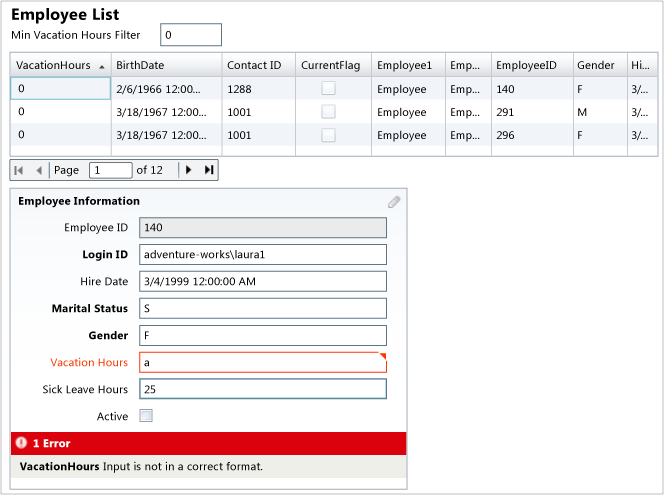 Employee List
Min Vacation Hours Filter 0
VacationHours BirthDate Contact ID CurrentFlag Employee1 Emp... EmployeeID Gender Hi...
0 2/6/1966 12:00... 1288 Employee Emp... 140 F 3/...
0 3/18/1967 12:00... 1001 Employee Emp... 291 M 3/...
0 3/18/1967 12:00... 1001 Employee Emp... 296 F 3/...
Page 1 of 12
Employee Information
Employee ID 140
Login ID adventure-works\laura1
Hire Date 3/4/1999 12:00:00 AM
Marital Status S
Gender F
Vacation Hours a
Sick Leave Hours 25
Active
1 Error
VacationHours Input is not in a correct format.